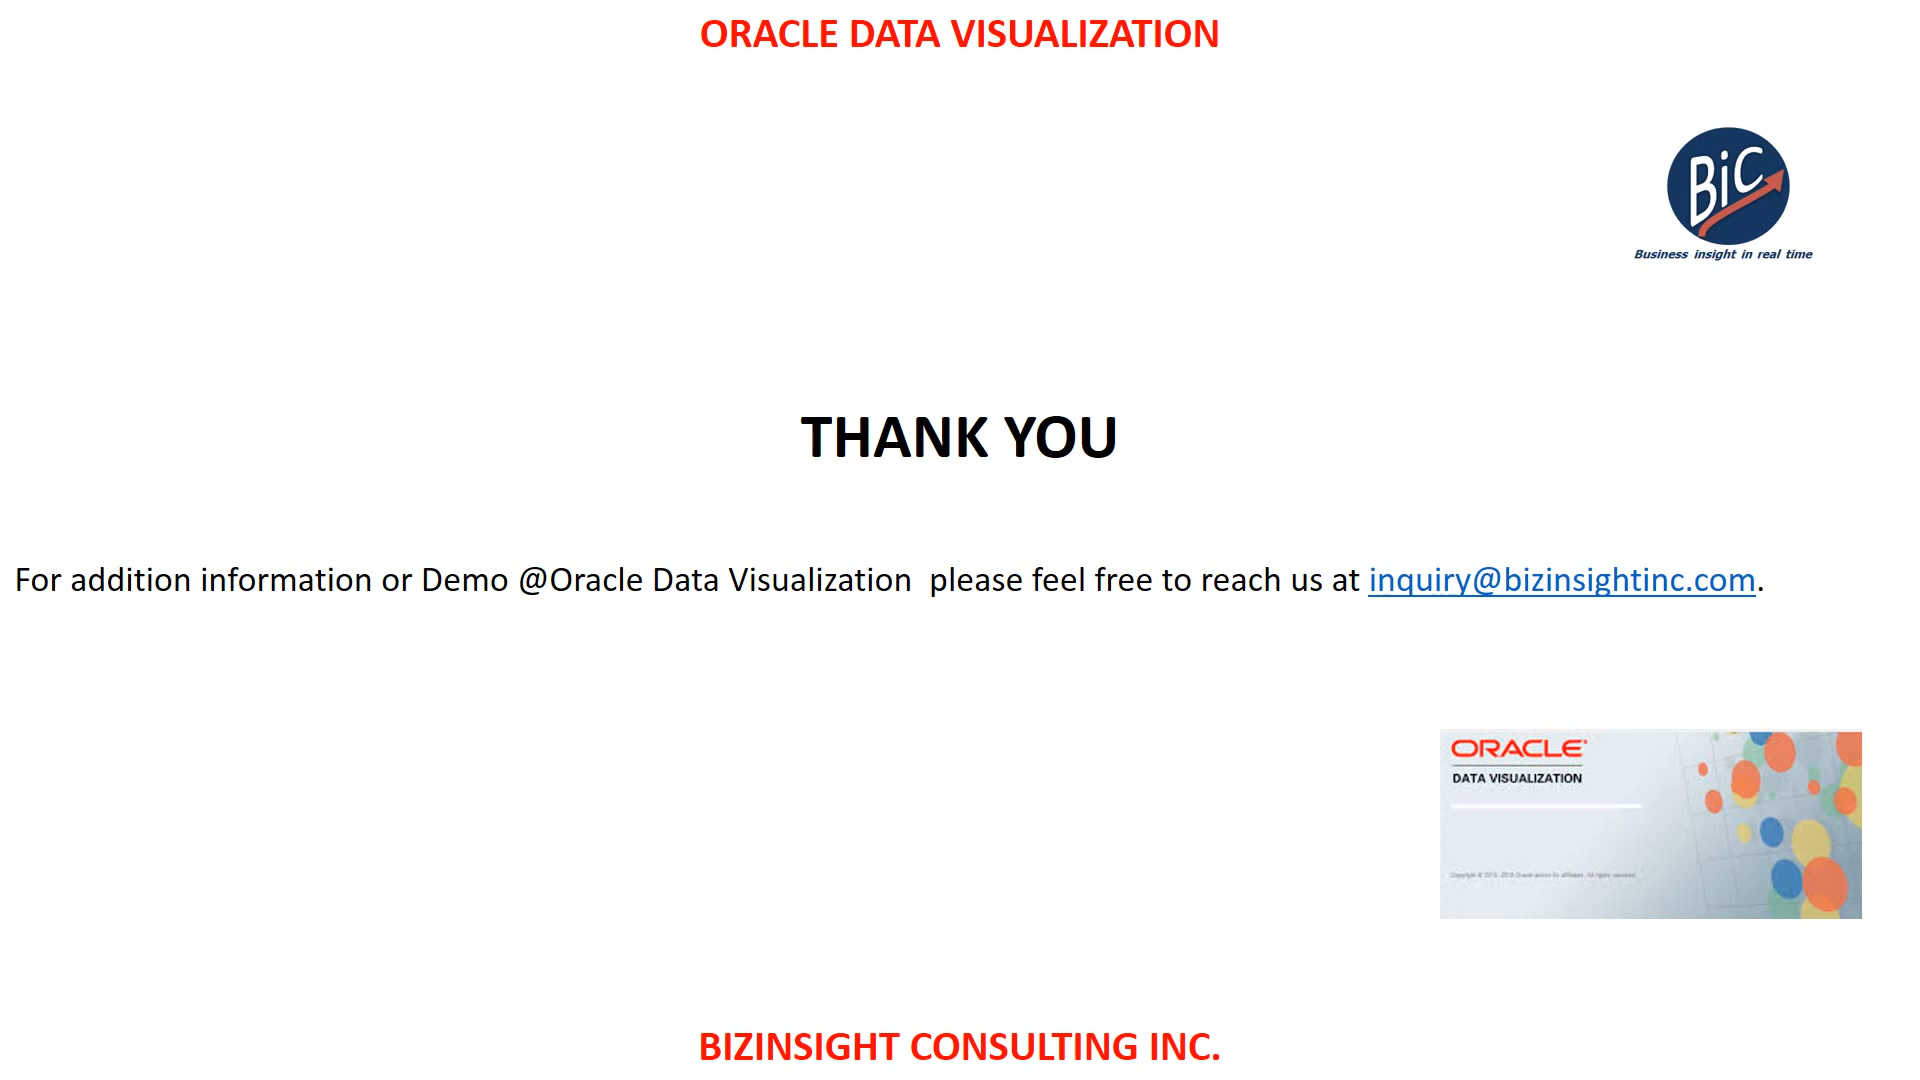 ORACLE DATA VISUALIZATION
BiC
Business insight in real time
THANK YOU
For addition information or Demo @Oracle Data Visualization  please feel free to reach us at inquiry@bizinsightinc.com.
ORACLE
DATA VISUALIZATION
BIZINSIGHT CONSULTING INC.